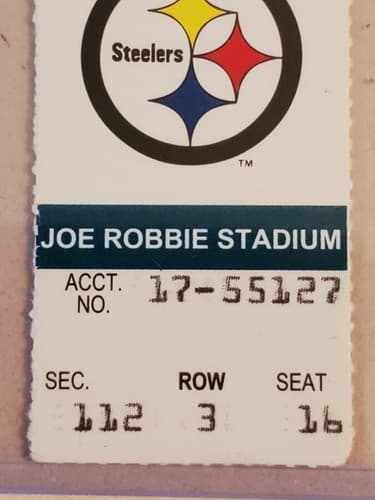 Steelers
TM
JOE ROBBIE STADIUM
ACCT. NO. 17-55127
SEC. ROW SEAT
112 3 16